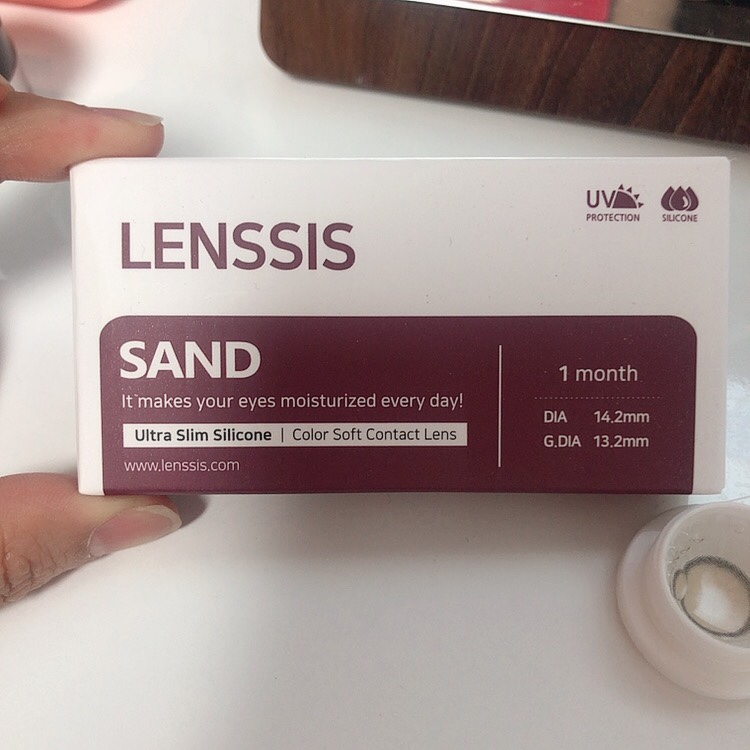 LENSSIS
UV
PROTECTION
SILICONE
SAND
It makes your eyes moisturized every day!
Ultra Slim Silicone | Color Soft Contact Lens
www.lenssis.com
1 month
DIA 14.2mm
G.DIA 13.2mm